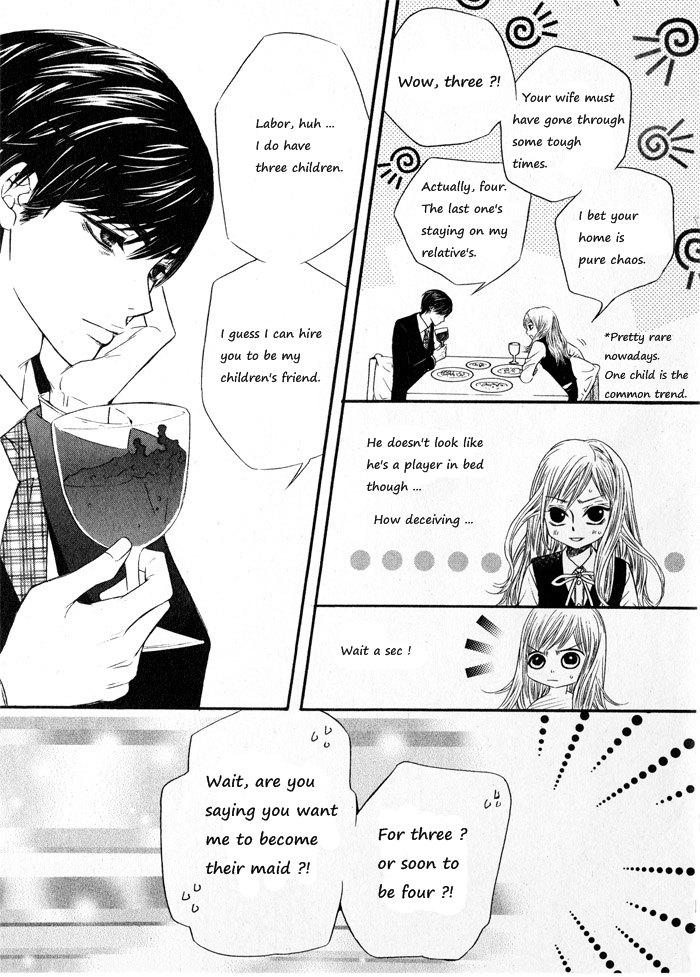 Wow, three ?!
Your wife must
have gone through
some tough
times.
Actually, four.
The last one's
staying on my
relative's.
I bet your
home is
pure chaos.
*Pretty rare
nowadays.
One child is the
common trend.
Labor, huh ...
I do have
three children.
I guess I can hire
you to be my
children's friend.
He doesn't look like
he's a player in bed
though ...
How deceiving ...
Wait a sec !
Wait, are you
saying you want
me to become
their maid ?!
For three ?
or soon to
be four ?!